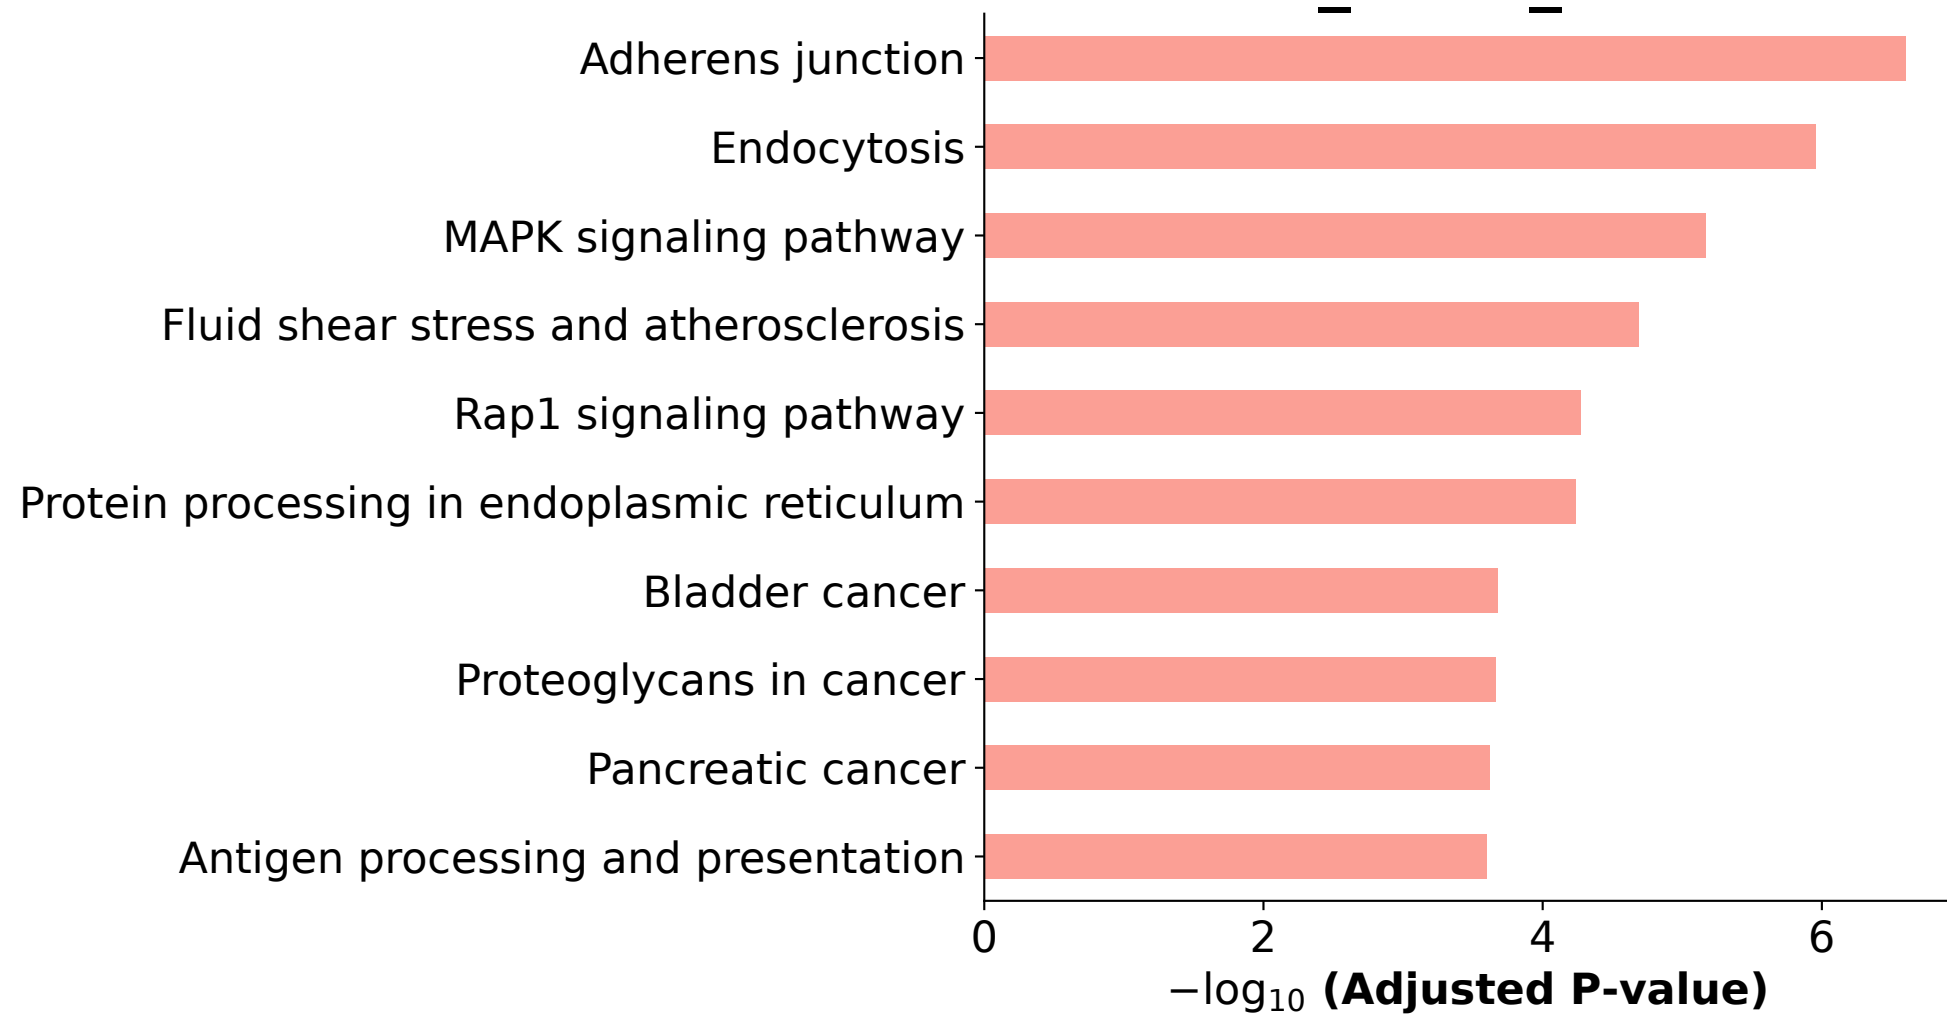 Adherens junction
Endocytosis
MAPK signaling pathway
Fluid shear stress and atherosclerosis
Rap1 signaling pathway
Protein processing in endoplasmic reticulum
Bladder cancer
Proteoglycans in cancer
Pancreatic cancer
Antigen processing and presentation
0 2 4 6
−log₁₀ (Adjusted P-value)